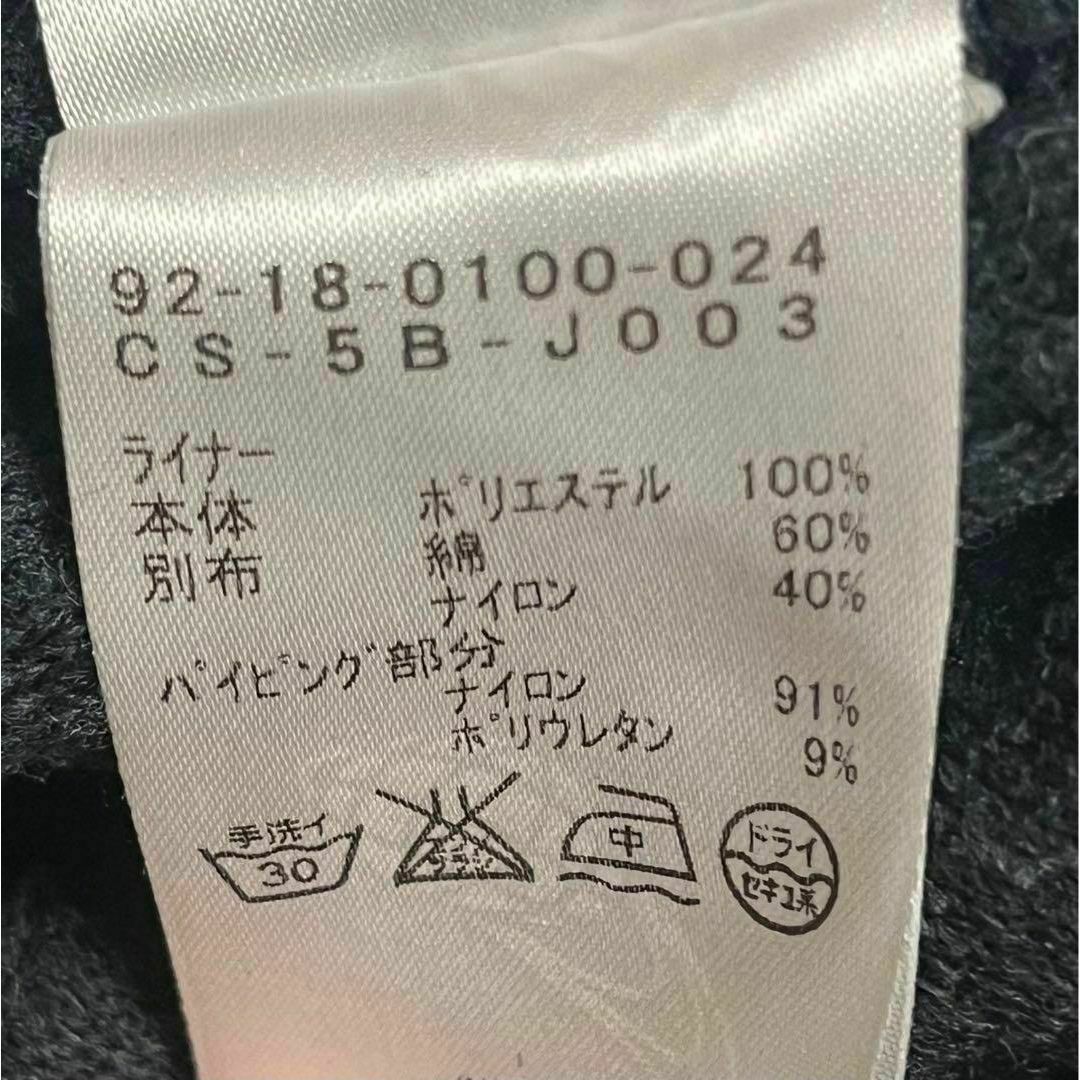 92-18-0100-024
CS-5B-J003
ライナー
本体 ポリエステル 100%
別布 綿 60%
ナイロン 40%
パイピング部分
ナイロン 91%
ポリウレタン 9%
手洗イ
30
中
ドライ
セキユ系